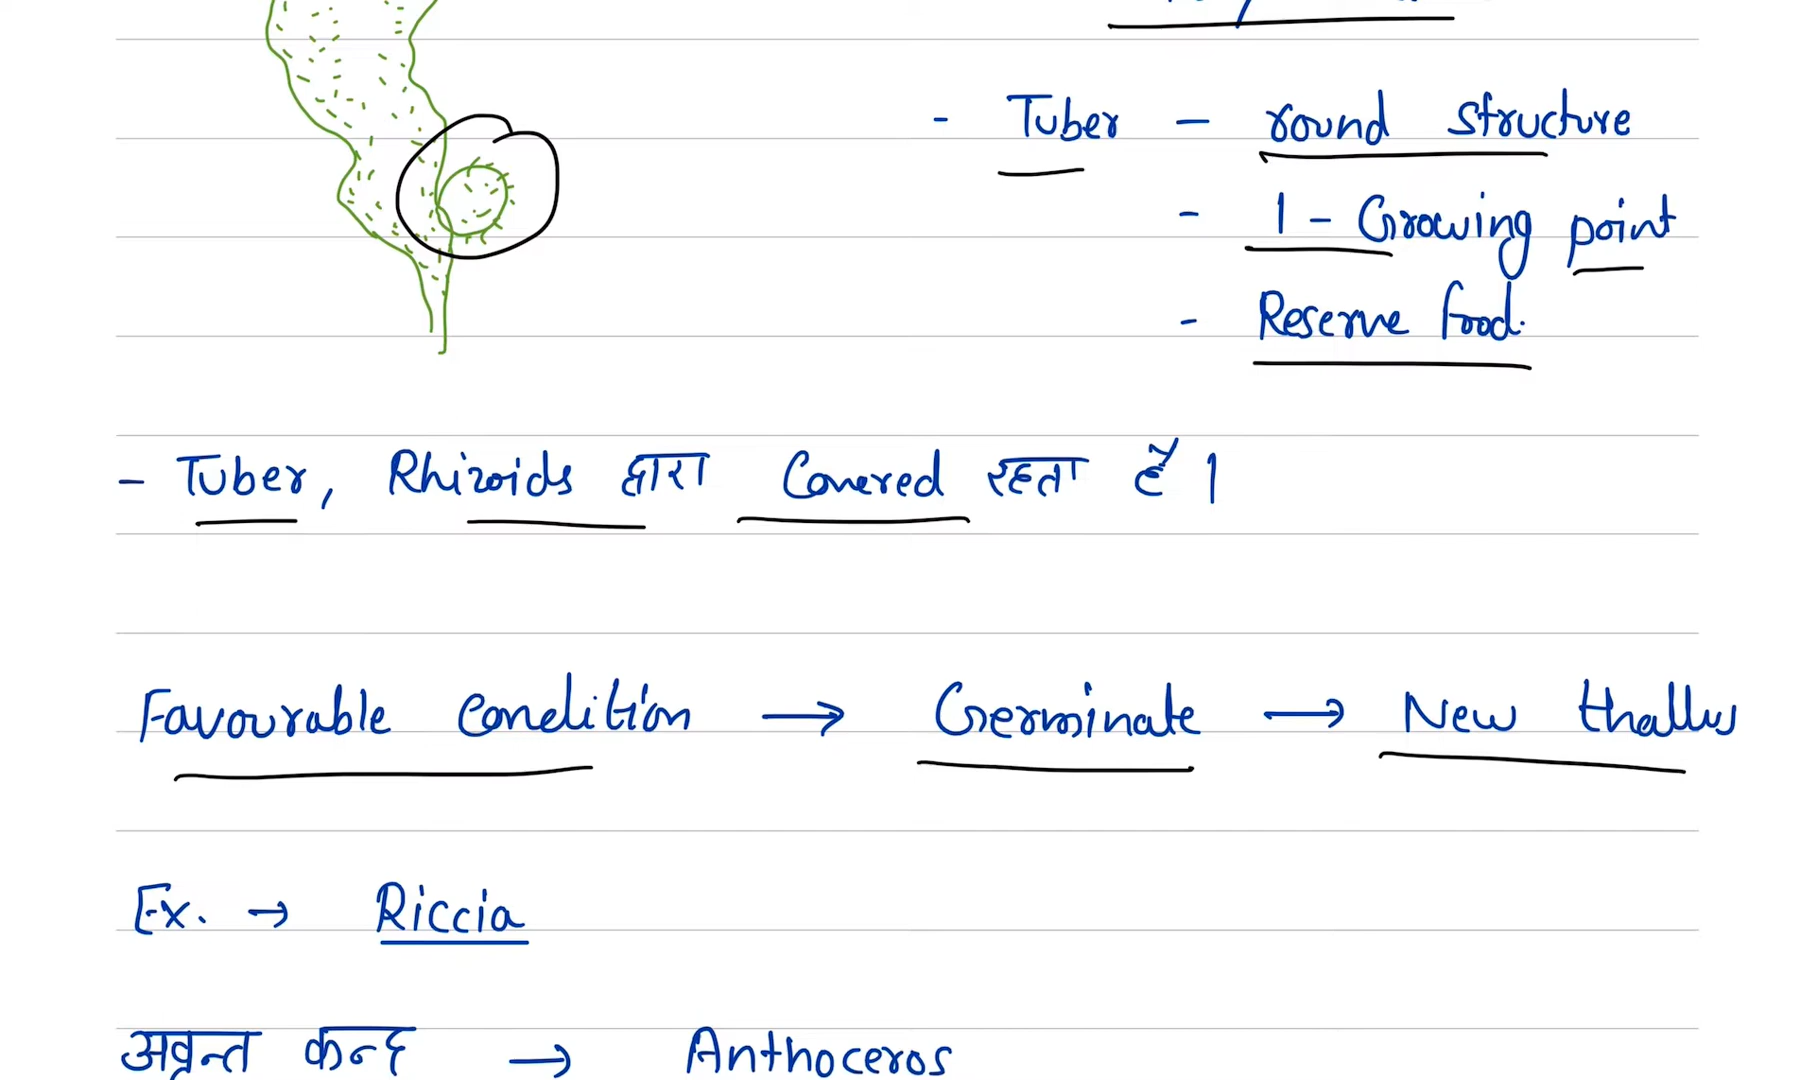 - Tuber - round structure
- 1 - Growing point
- Reserve food.
- Tuber, Rhizoids द्वारा Covered रहता है।
Favourable condition → Germinate → New thallus
Ex. → Riccia
अवृन्त कन्द → Anthoceros